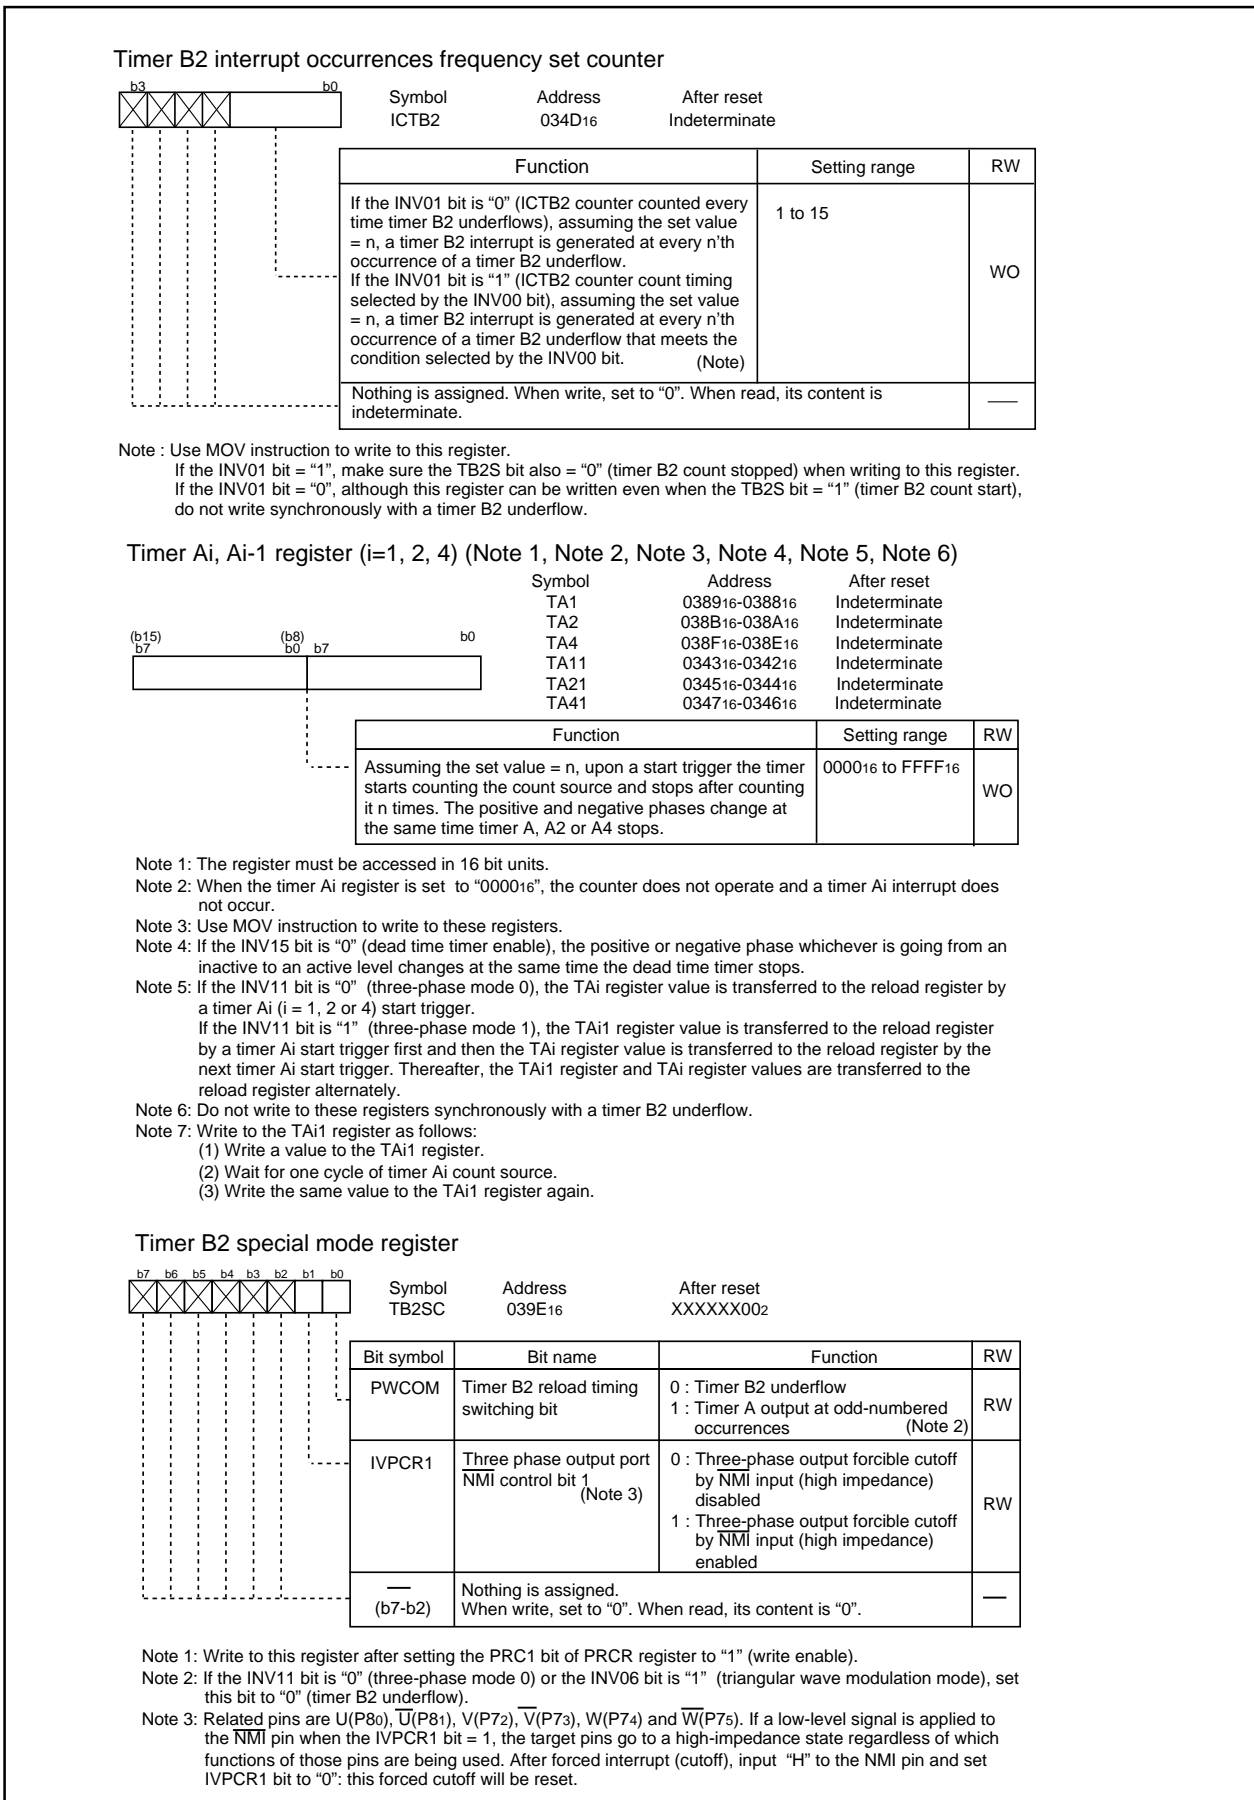 Timer B2 interrupt occurrences frequency set counter
b3 b0
Symbol Address After reset
ICTB2 034D16 Indeterminate
Function Setting range RW
If the INV01 bit is “0” (ICTB2 counter counted every
time timer B2 underflows), assuming the set value
= n, a timer B2 interrupt is generated at every n’th
occurrence of a timer B2 underflow.
If the INV01 bit is “1” (ICTB2 counter count timing
selected by the INV00 bit), assuming the set value
= n, a timer B2 interrupt is generated at every n’th
occurrence of a timer B2 underflow that meets the
condition selected by the INV00 bit. (Note)
1 to 15
WO
Nothing is assigned. When write, set to “0”. When read, its content is
indeterminate.
—
Note : Use MOV instruction to write to this register.
If the INV01 bit = “1”, make sure the TB2S bit also = “0” (timer B2 count stopped) when writing to this register.
If the INV01 bit = “0”, although this register can be written even when the TB2S bit = “1” (timer B2 count start),
do not write synchronously with a timer B2 underflow.
Timer Ai, Ai-1 register (i=1, 2, 4) (Note 1, Note 2, Note 3, Note 4, Note 5, Note 6)
Symbol Address After reset
TA1 038916-038816 Indeterminate
TA2 038B16-038A16 Indeterminate
TA4 038F16-038E16 Indeterminate
TA11 034316-034216 Indeterminate
TA21 034516-034416 Indeterminate
TA41 034716-034616 Indeterminate
(b15) (b8)
b7 b0 b7 b0
Function Setting range RW
Assuming the set value = n, upon a start trigger the timer
starts counting the count source and stops after counting
it n times. The positive and negative phases change at
the same time timer A, A2 or A4 stops.
000016 to FFFF16
WO
Note 1: The register must be accessed in 16 bit units.
Note 2: When the timer Ai register is set to “000016”, the counter does not operate and a timer Ai interrupt does
not occur.
Note 3: Use MOV instruction to write to these registers.
Note 4: If the INV15 bit is “0” (dead time timer enable), the positive or negative phase whichever is going from an
inactive to an active level changes at the same time the dead time timer stops.
Note 5: If the INV11 bit is “0” (three-phase mode 0), the TAi register value is transferred to the reload register by
a timer Ai (i = 1, 2 or 4) start trigger.
If the INV11 bit is “1” (three-phase mode 1), the TAi1 register value is transferred to the reload register
by a timer Ai start trigger first and then the TAi register value is transferred to the reload register by the
next timer Ai start trigger. Thereafter, the TAi1 register and TAi register values are transferred to the
reload register alternately.
Note 6: Do not write to these registers synchronously with a timer B2 underflow.
Note 7: Write to the TAi1 register as follows:
(1) Write a value to the TAi1 register.
(2) Wait for one cycle of timer Ai count source.
(3) Write the same value to the TAi1 register again.
Timer B2 special mode register
b7 b6 b5 b4 b3 b2 b1 b0
Symbol Address After reset
TB2SC 039E16 XXXXXX002
Bit symbol Bit name Function RW
PWCOM
Timer B2 reload timing
switching bit
0 : Timer B2 underflow
1 : Timer A output at odd-numbered
occurrences (Note 2)
RW
IVPCR1
Three phase output port
N̅M̅I̅ control bit 1
(Note 3)
0 : Three-phase output forcible cutoff
by N̅M̅I̅ input (high impedance)
disabled
1 : Three-phase output forcible cutoff
by N̅M̅I̅ input (high impedance)
enabled
RW
—
(b7-b2)
Nothing is assigned.
When write, set to “0”. When read, its content is “0”.
—
Note 1: Write to this register after setting the PRC1 bit of PRCR register to “1” (write enable).
Note 2: If the INV11 bit is “0” (three-phase mode 0) or the INV06 bit is “1” (triangular wave modulation mode), set
this bit to “0” (timer B2 underflow).
Note 3: Related pins are U(P80), U̅(P81), V(P72), V̅(P73), W(P74) and W̅(P75). If a low-level signal is applied to
the N̅M̅I̅ pin when the IVPCR1 bit = 1, the target pins go to a high-impedance state regardless of which
functions of those pins are being used. After forced interrupt (cutoff), input “H” to the NMI pin and set
IVPCR1 bit to “0”: this forced cutoff will be reset.